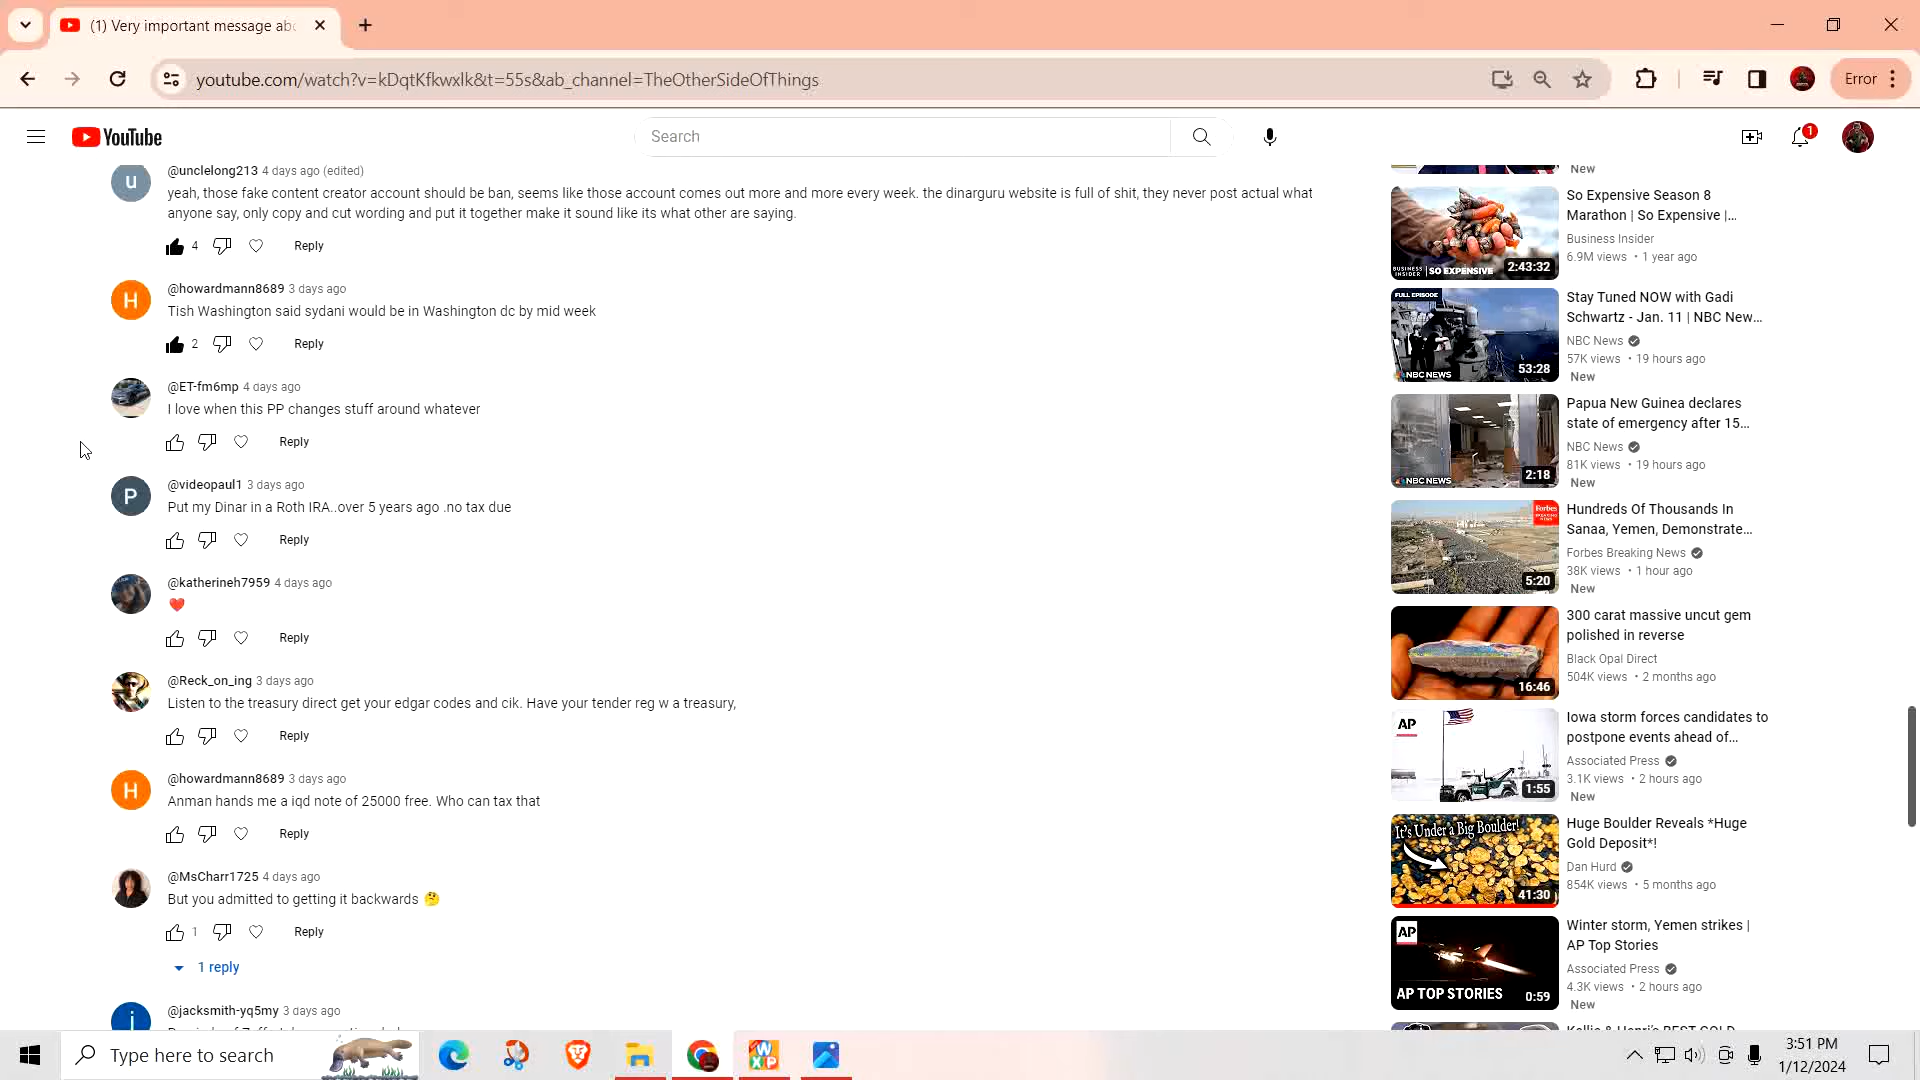 (1) Very important message abo
youtube.com/watch?v=kDqtKfkwxlk&t=55s&ab_channel=TheOtherSideOfThings
Error
YouTube
Search
1
@unclelong213 4 days ago (edited)
yeah, those fake content creator account should be ban, seems like those account comes out more and more every week. the dinarguru website is full of shit, they never post actual what
anyone say, only copy and cut wording and put it together make it sound like its what other are saying.
4
Reply
@howardmann8689 3 days ago
Tish Washington said sydani would be in Washington dc by mid week
2
Reply
@ET-fm6mp 4 days ago
I love when this PP changes stuff around whatever
Reply
@videopaul1 3 days ago
Put my Dinar in a Roth IRA..over 5 years ago .no tax due
Reply
@katherineh7959 4 days ago
❤️
Reply
@Reck_on_ing 3 days ago
Listen to the treasury direct get your edgar codes and cik. Have your tender reg w a treasury,
Reply
@howardmann8689 3 days ago
Anman hands me a iqd note of 25000 free. Who can tax that
Reply
@MsCharr1725 4 days ago
But you admitted to getting it backwards 🤔
1
Reply
1 reply
@jacksmith-yq5my 3 days ago
u
H
P
H
j
New
So Expensive Season 8
Marathon | So Expensive |...
Business Insider
6.9M views • 1 year ago
BUSINESS INSIDER | SO EXPENSIVE
2:43:32
Stay Tuned NOW with Gadi
Schwartz - Jan. 11 | NBC New...
NBC News
57K views • 19 hours ago
New
FULL EPISODE
NBC NEWS
53:28
Papua New Guinea declares
state of emergency after 15...
NBC News
81K views • 19 hours ago
New
NBC NEWS
2:18
Hundreds Of Thousands In
Sanaa, Yemen, Demonstrate...
Forbes Breaking News
38K views • 1 hour ago
New
Forbes
5:20
300 carat massive uncut gem
polished in reverse
Black Opal Direct
504K views • 2 months ago
16:46
Iowa storm forces candidates to
postpone events ahead of...
Associated Press
3.1K views • 2 hours ago
New
AP
1:55
Huge Boulder Reveals *Huge
Gold Deposit*!
Dan Hurd
854K views • 5 months ago
It's Under a Big Boulder!
41:30
Winter storm, Yemen strikes |
AP Top Stories
Associated Press
4.3K views • 2 hours ago
New
AP
AP TOP STORIES
0:59
Type here to search
3:51 PM
1/12/2024